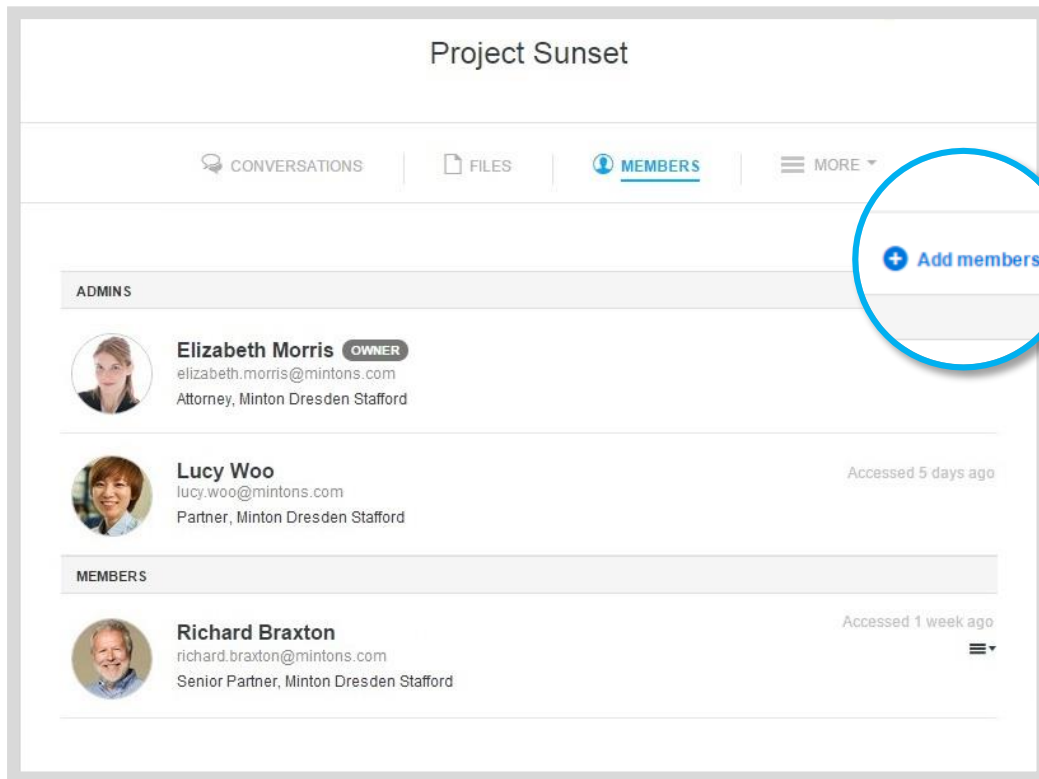 Project Sunset
CONVERSATIONS FILES MEMBERS MORE
Add members
ADMINS
Elizabeth Morris OWNER
elizabeth.morris@mintons.com
Attorney, Minton Dresden Stafford
Lucy Woo
Accessed 5 days ago
lucy.woo@mintons.com
Partner, Minton Dresden Stafford
MEMBERS
Accessed 1 week ago
Richard Braxton
richard.braxton@mintons.com
Senior Partner, Minton Dresden Stafford